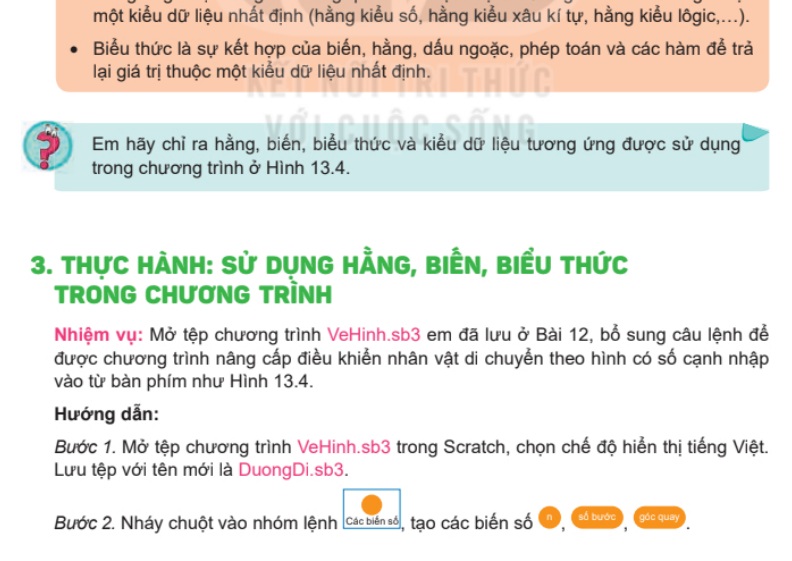 một kiểu dữ liệu nhất định (hằng kiểu số, hằng kiểu xâu kí tự, hằng kiểu lôgic,...).
• Biểu thức là sự kết hợp của biến, hằng, dấu ngoặc, phép toán và các hàm để trả
lại giá trị thuộc một kiểu dữ liệu nhất định.
KẾT NỐI TRI THỨC
VỚI CUỘC SỐNG
Em hãy chỉ ra hằng, biến, biểu thức và kiểu dữ liệu tương ứng được sử dụng
trong chương trình ở Hình 13.4.
3. THỰC HÀNH: SỬ DỤNG HẰNG, BIẾN, BIỂU THỨC
TRONG CHƯƠNG TRÌNH
Nhiệm vụ: Mở tệp chương trình VeHinh.sb3 em đã lưu ở Bài 12, bổ sung câu lệnh để
được chương trình nâng cấp điều khiển nhân vật di chuyển theo hình có số cạnh nhập
vào từ bàn phím như Hình 13.4.
Hướng dẫn:
Bước 1. Mở tệp chương trình VeHinh.sb3 trong Scratch, chọn chế độ hiển thị tiếng Việt.
Lưu tệp với tên mới là DuongDi.sb3.
Bước 2. Nháy chuột vào nhóm lệnh Các biến số, tạo các biến số n, số bước, góc quay.